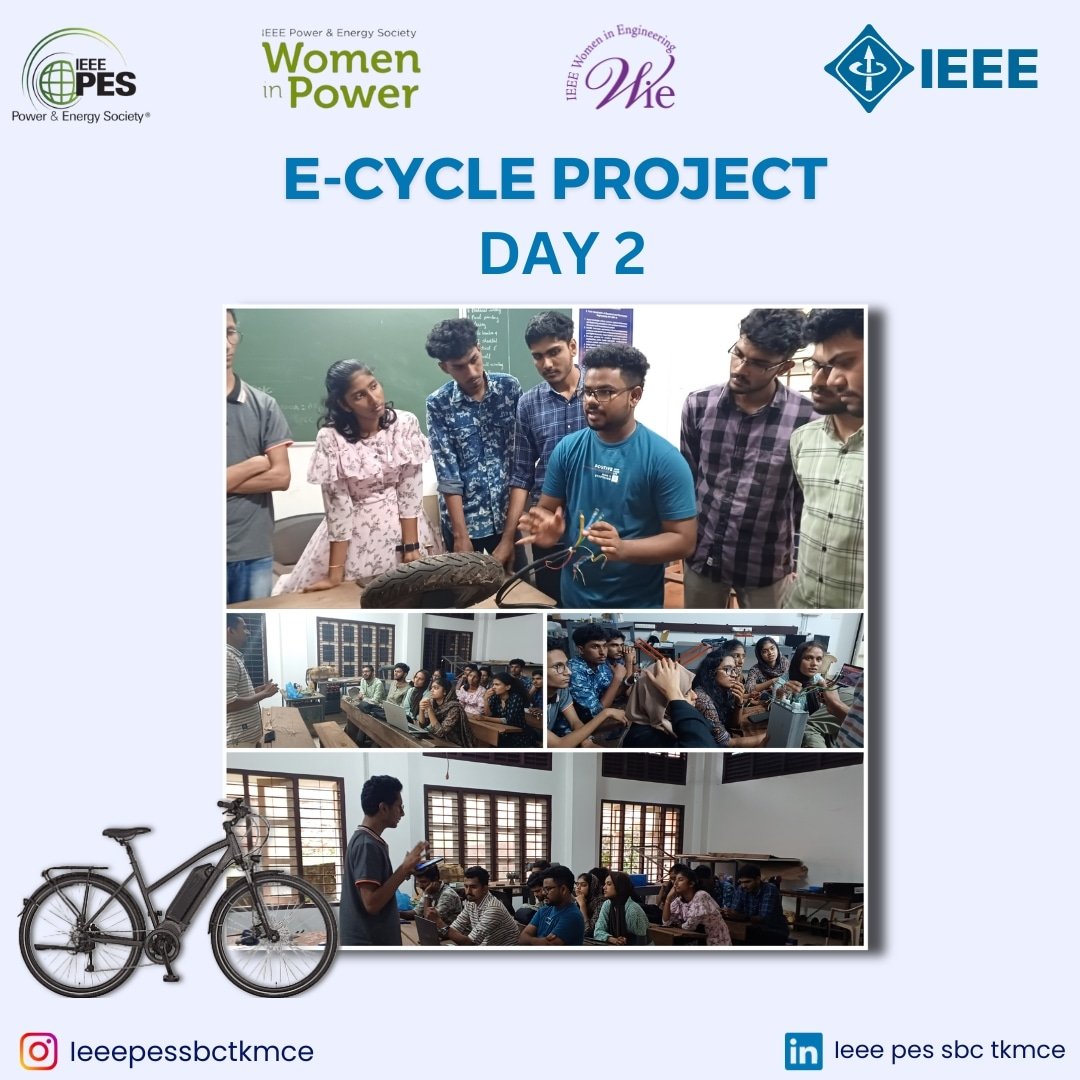 IEEE
PES
Power & Energy Society®
IEEE Power & Energy Society
Women
in Power
IEEE Women in Engineering
Wie
IEEE
E-CYCLE PROJECT
DAY 2
Ieeepessbctkmce
in
Ieee pes sbc tkmce